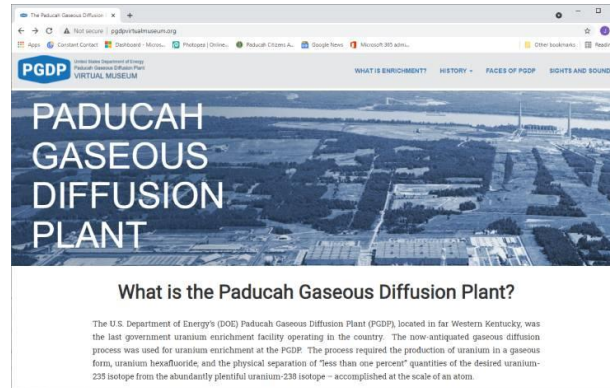 The Paducah Gaseous Diffusion
Not secure | pgdpvirtualmuseum.org
Apps Constant Contact Dashboard - Micros... Photopea | Online... Paducah Citizens A... Google News Microsoft 365 admi... Other bookmarks
PGDP
United States Department of Energy
Paducah Gaseous Diffusion Plant
VIRTUAL MUSEUM
WHAT IS ENRICHMENT? HISTORY FACES OF PGDP SIGHTS AND SOUND
PADUCAH
GASEOUS
DIFFUSION
PLANT
What is the Paducah Gaseous Diffusion Plant?
The U.S. Department of Energy's (DOE) Paducah Gaseous Diffusion Plant (PGDP), located in far Western Kentucky, was
the last government uranium enrichment facility operating in the country. The now-antiquated gaseous diffusion
process was used for uranium enrichment at the PGDP. The process required the production of uranium in a gaseous
form, uranium hexafluoride, and the physical separation of "less than one percent" quantities of the desired uranium-
235 isotope from the abundantly plentiful uranium-238 isotope – accomplished at the scale of an atom.